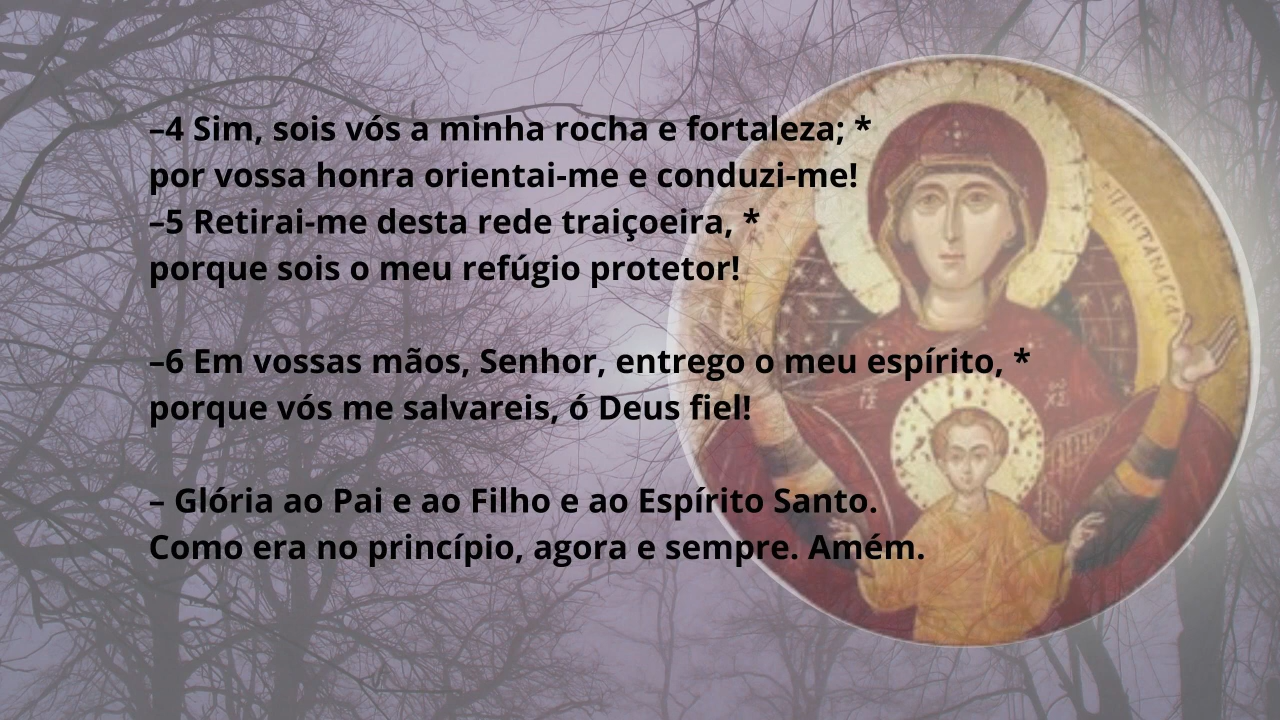 –4 Sim, sois vós a minha rocha e fortaleza; *
por vossa honra orientai-me e conduzi-me!
–5 Retirai-me desta rede traiçoeira, *
porque sois o meu refúgio protetor!
–6 Em vossas mãos, Senhor, entrego o meu espírito, *
porque vós me salvareis, ó Deus fiel!
– Glória ao Pai e ao Filho e ao Espírito Santo.
Como era no princípio, agora e sempre. Amém.